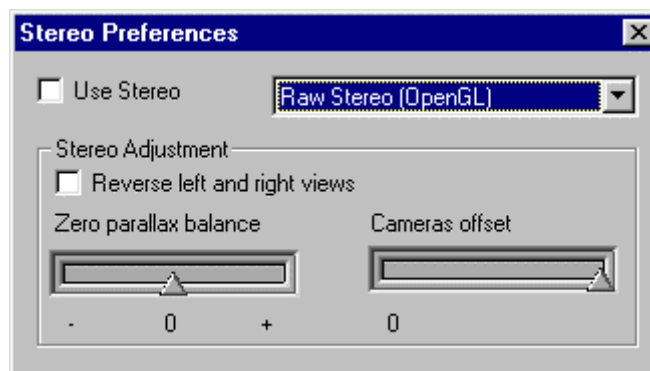 Stereo Preferences
Use Stereo
Raw Stereo (OpenGL)
Stereo Adjustment
Reverse left and right views
Zero parallax balance Cameras offset
- 0 + 0